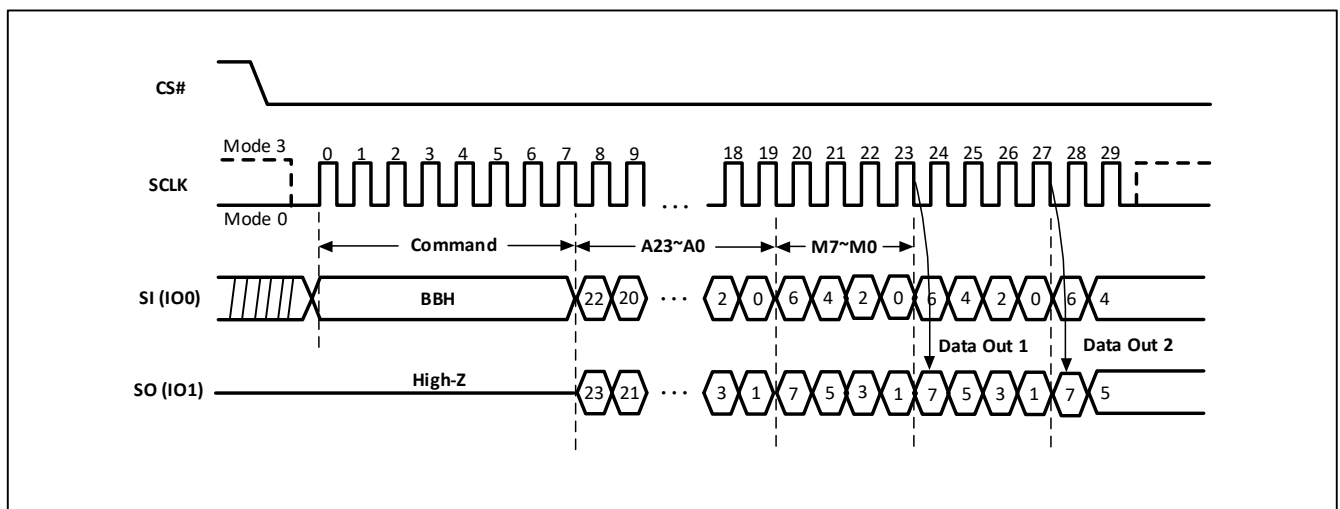 CS#
Mode 3
0 1 2 3 4 5 6 7 8 9 18 19 20 21 22 23 24 25 26 27 28 29
SCLK
...
Mode 0
Command A23~A0 M7~M0
SI (IO0) BBH 22 20 ... 2 0 6 4 2 0 6 4 2 0 6 4
Data Out 1 Data Out 2
High-Z
SO (IO1) 23 21 ... 3 1 7 5 3 1 7 5 3 1 7 5